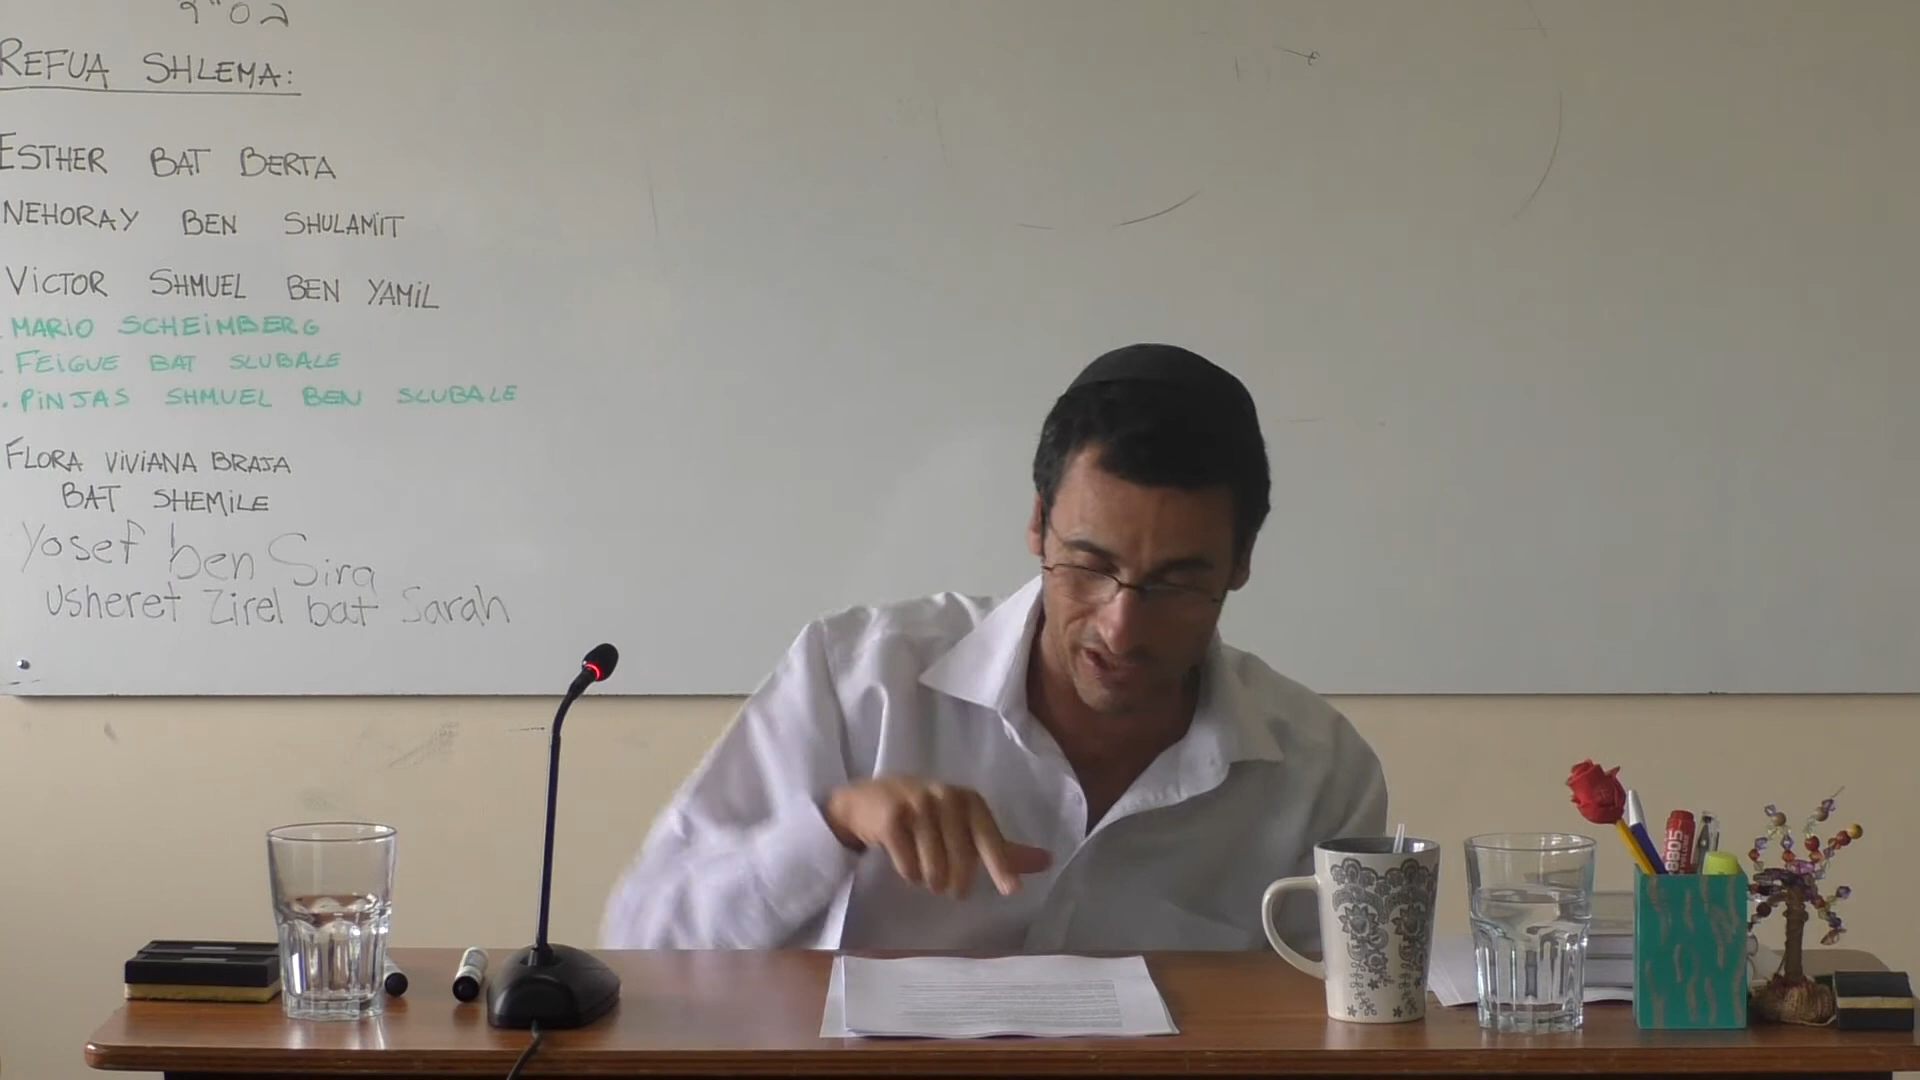 בס"ד
REFUA SHLEMA:
ESTHER BAT BERTA
NEHORAY BEN SHULAMIT
VICTOR SHMUEL BEN YAMIL
MARIO SCHEIMBERG
FEIGUE BAT SLUBALE
. PINJAS SHMUEL BEN SLUBALE
FLORA VIVIANA BRAJA
BAT SHEMILE
Yosef ben Sira
Usheret Zirel bat Sarah